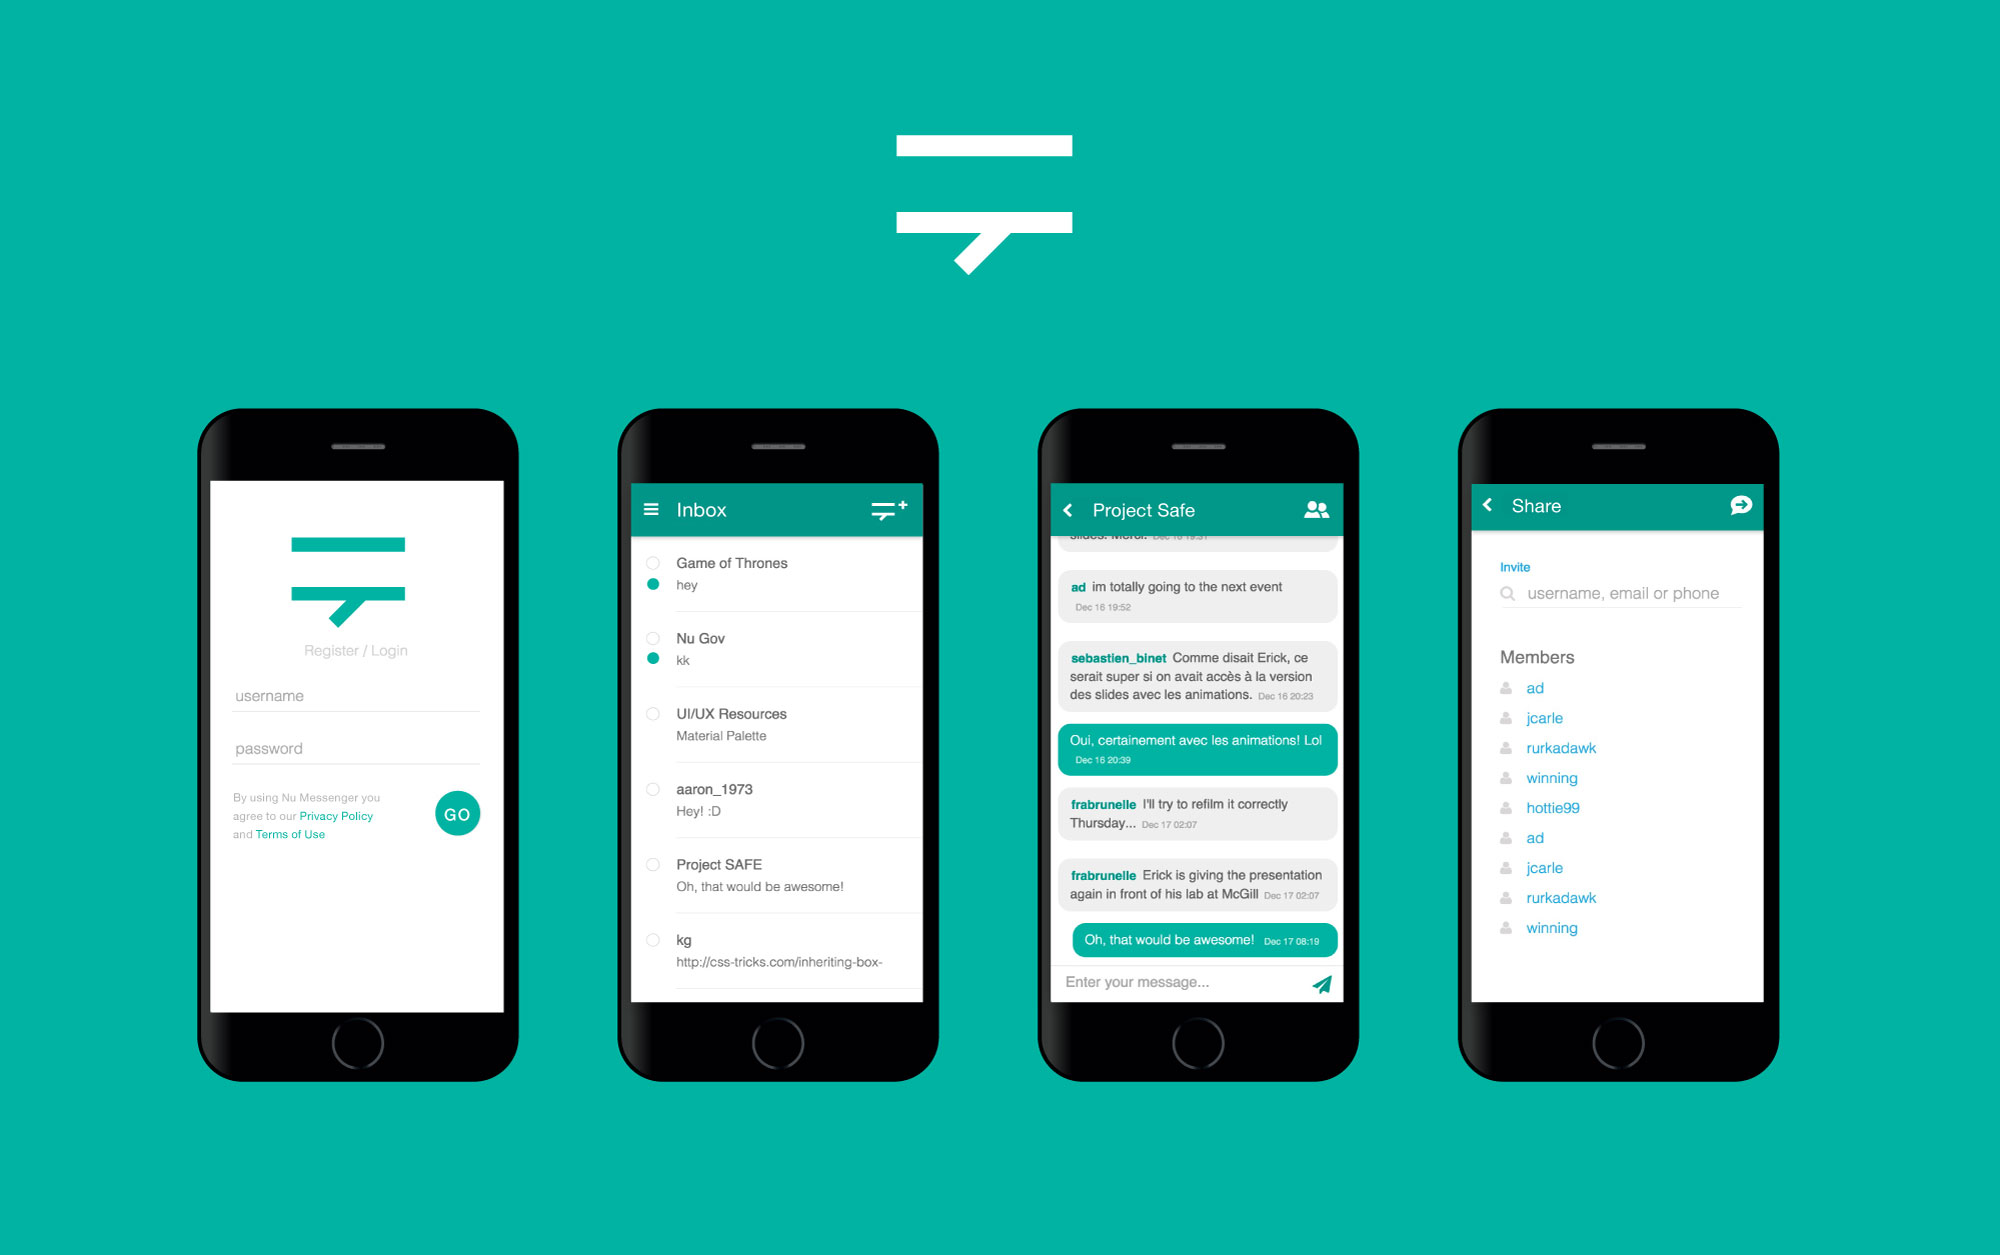 Register / Login
username
password
By using Nu Messenger you
agree to our Privacy Policy
and Terms of Use
GO
Inbox
Game of Thrones
hey
Nu Gov
kk
UI/UX Resources
Material Palette
aaron_1973
Hey! :D
Project SAFE
Oh, that would be awesome!
kg
http://css-tricks.com/inheriting-box-
Project Safe
slides. Merci. Dec 16 19:31
ad im totally going to the next event
Dec 16 19:52
sebastien_binet Comme disait Erick, ce
serait super si on avait accès à la version
des slides avec les animations. Dec 16 20:23
Oui, certainement avec les animations! Lol
Dec 16 20:39
frabrunelle I'll try to refilm it correctly
Thursday... Dec 17 02:07
frabrunelle Erick is giving the presentation
again in front of his lab at McGill Dec 17 02:07
Oh, that would be awesome! Dec 17 08:19
Enter your message...
Share
Invite
username, email or phone
Members
ad
jcarle
rurkadawk
winning
hottie99
ad
jcarle
rurkadawk
winning